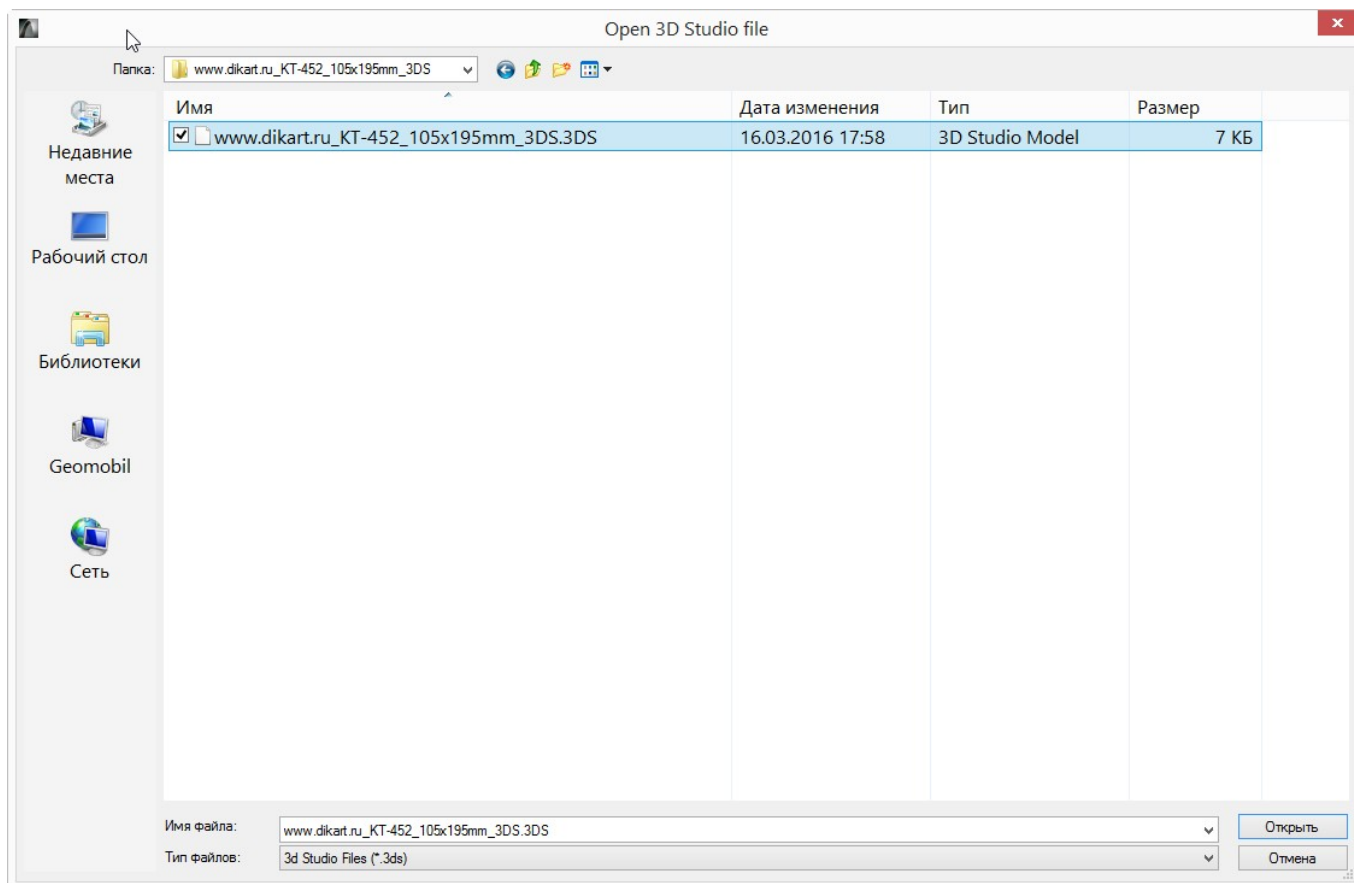 Open 3D Studio file
Папка: www.dikart.ru_KT-452_105x195mm_3DS
Имя Дата изменения Тип Размер
www.dikart.ru_KT-452_105x195mm_3DS.3DS 16.03.2016 17:58 3D Studio Model 7 КБ
Недавние
места
Рабочий стол
Библиотеки
Geomobil
Сеть
Имя файла: www.dikart.ru_KT-452_105x195mm_3DS.3DS Открыть
Тип файлов: 3d Studio Files (*.3ds) Отмена